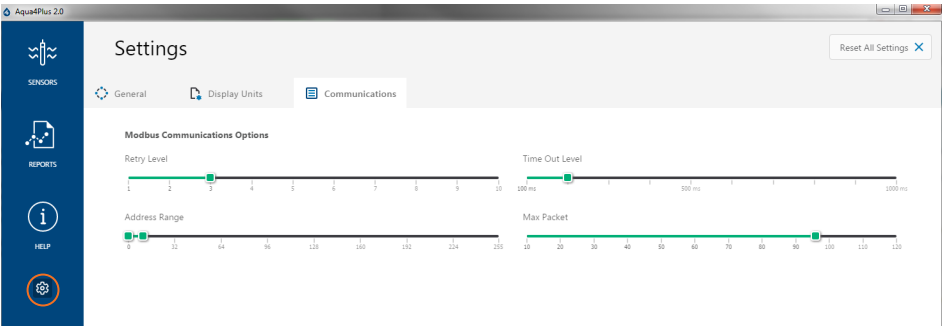 Aqua4Plus 2.0
Settings
Reset All Settings
SENSORS
General
Display Units
Communications
Modbus Communications Options
Retry Level
1 2 3 4 5 6 7 8 9 10
Time Out Level
100 ms 500 ms 1000 ms
REPORTS
Address Range
0 32 64 96 128 160 192 224 255
Max Packet
10 20 30 40 50 60 70 80 90 100 110 120
HELP